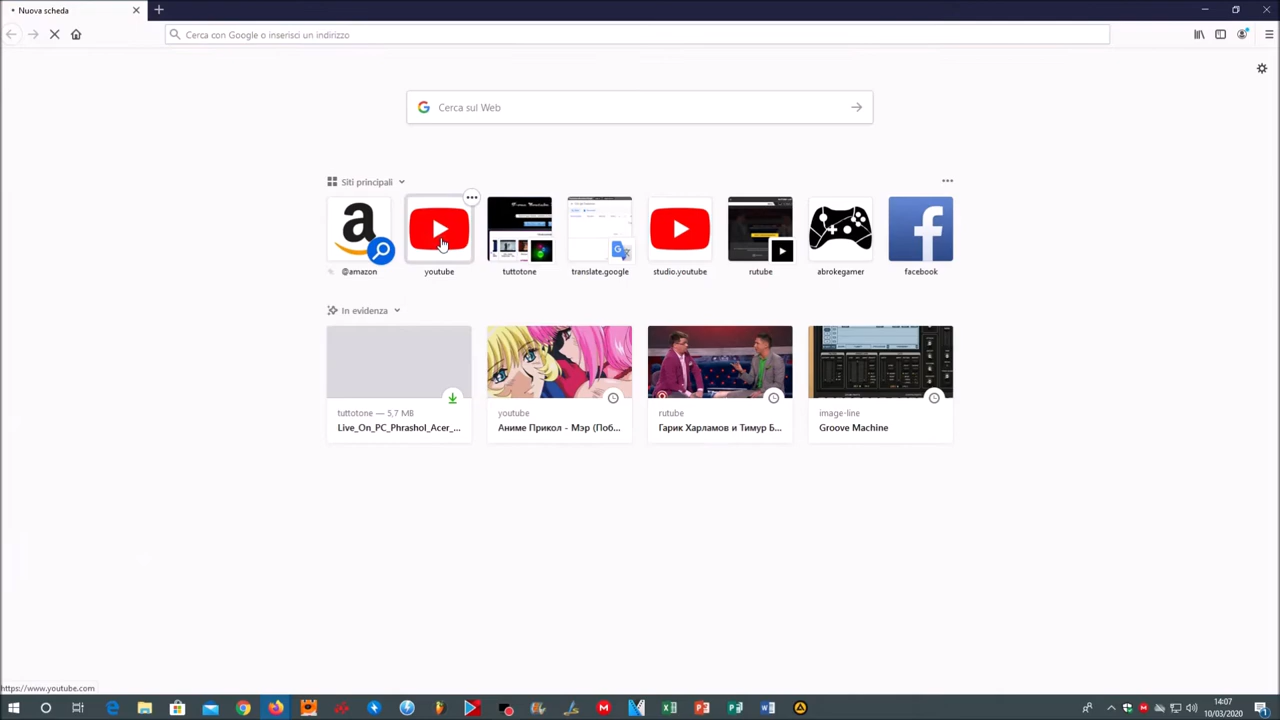 Nuova scheda
Cerca con Google o inserisci un indirizzo
Cerca sul Web
Siti principali
@amazon
youtube
tuttotone
translate.google
studio.youtube
rutube
abrokegamer
facebook
In evidenza
tuttotone — 5,7 MB
Live_On_PC_Phrashol_Acer_...
youtube
Аниме Прикол - Мэр (Поб...
rutube
Гарик Харламов и Тимур Б...
image-line
Groove Machine
https://www.youtube.com
14:07
10/03/2020